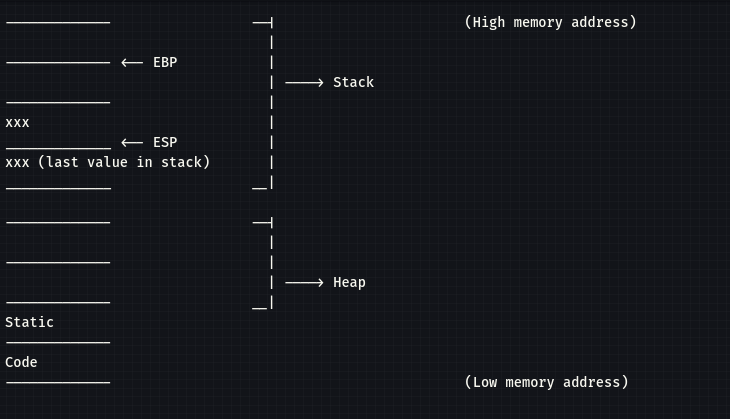 (High memory address)
<── EBP
────> Stack
xxx
<── ESP
xxx (last value in stack)
────> Heap
Static
Code
(Low memory address)